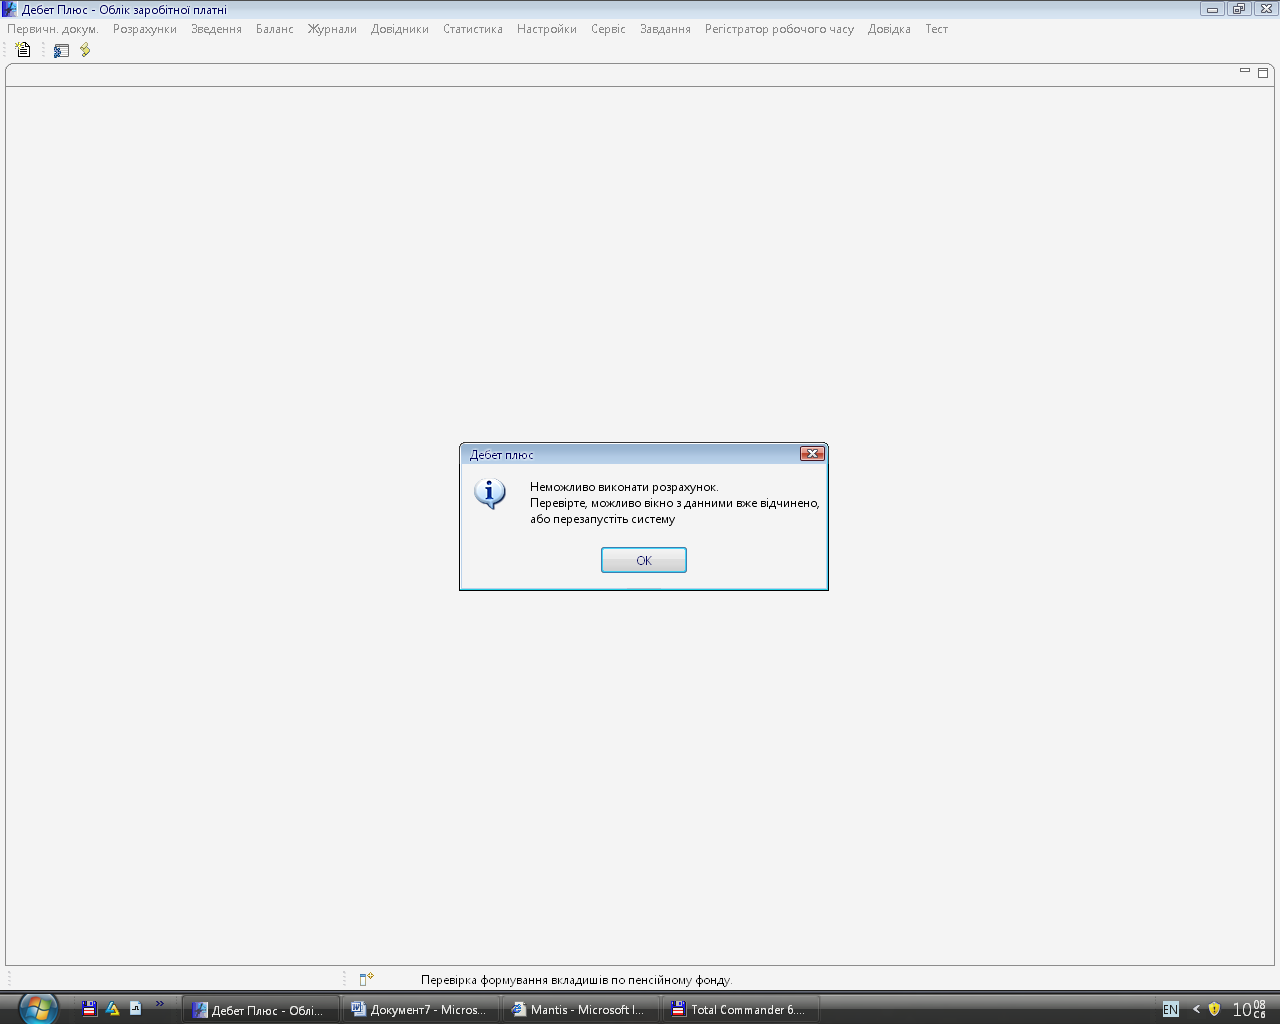 Дебет Плюс - Облік заробітної платні
Первичн. докум. Розрахунки Зведення Баланс Журнали Довідники Статистика Настройки Сервіс Завдання Регістратор робочого часу Довідка Тест
Дебет плюс
Неможливо виконати розрахунок.
Перевірте, можливо вікно з данними вже відчинено,
або перезапустіть систему
OK
Перевірка формування вкладишів по пенсійному фонду.
Дебет Плюс - Облі... Документ7 - Micros... Mantis - Microsoft I... Total Commander 6.... EN 10 08 Сб